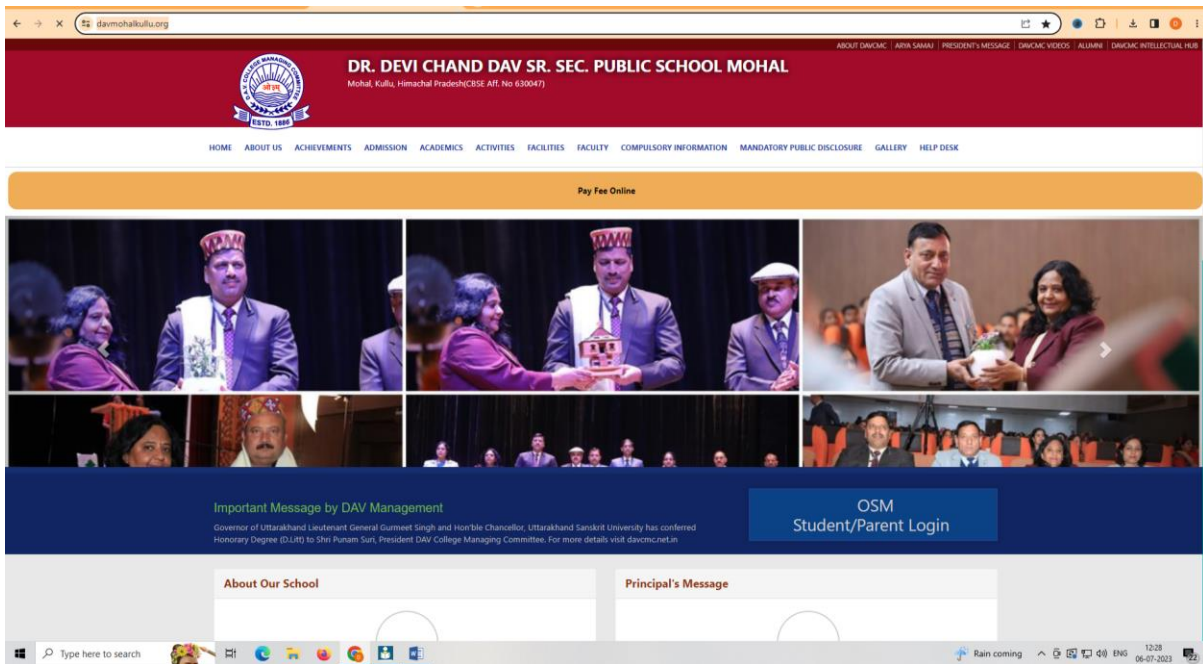 davmohalkullu.org
ABOUT DAVCMC | ARYA SAMAJ | PRESIDENT's MESSAGE | DAVCMC VIDEOS | ALUMNI | DAVCMC INTELLECTUAL HUB
D.A.V. COLLEGE MANAGING COMMITTEE
ओ३म्
ESTD. 1886
DR. DEVI CHAND DAV SR. SEC. PUBLIC SCHOOL MOHAL
Mohal, Kullu, Himachal Pradesh(CBSE Aff. No 630047)
HOME ABOUT US ACHIEVEMENTS ADMISSION ACADEMICS ACTIVITIES FACILITIES FACULTY COMPULSORY INFORMATION MANDATORY PUBLIC DISCLOSURE GALLERY HELP DESK
Pay Fee Online
Important Message by DAV Management
Governor of Uttarakhand Lieutenant General Gurmeet Singh and Hon'ble Chancellor, Uttarakhand Sanskrit University has conferred
Honorary Degree (D.Litt) to Shri Punam Suri, President DAV College Managing Committee. For more details visit davcmc.net.in
OSM
Student/Parent Login
About Our School
Principal's Message
Type here to search
Rain coming
ENG
12:28
06-07-2023